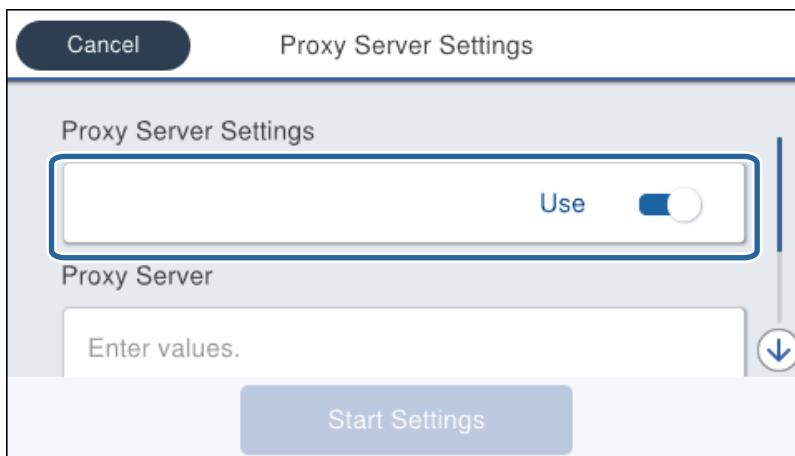 Cancel
Proxy Server Settings
Proxy Server Settings
Use
Proxy Server
Enter values.
Start Settings